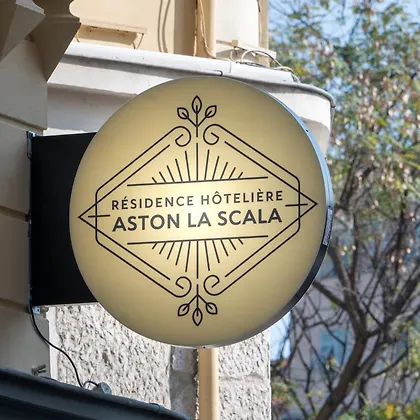 RÉSIDENCE HÔTELIÈRE
ASTON LA SCALA